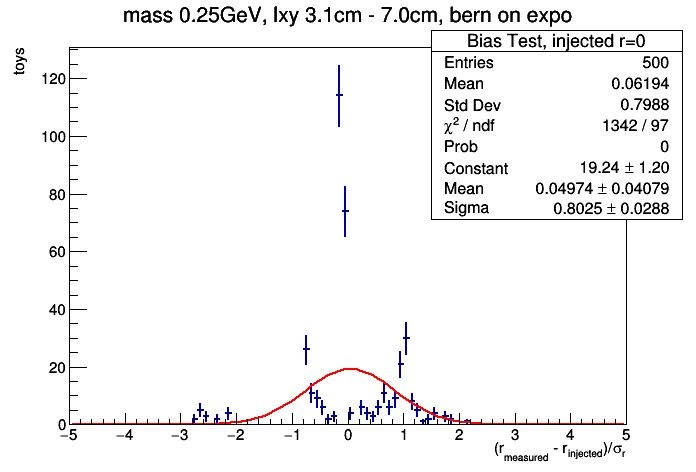 mass 0.25GeV, lxy 3.1cm - 7.0cm, bern on expo
toys
Bias Test, injected r=0
Entries 500
Mean 0.06194
Std Dev 0.7988
χ² / ndf 1342 / 97
Prob 0
Constant 19.24 ± 1.20
Mean 0.04974 ± 0.04079
Sigma 0.8025 ± 0.0288
120
100
80
60
40
20
0
−5 −4 −3 −2 −1 0 1 2 3 4 5
(r_measured - r_injected)/σ_r